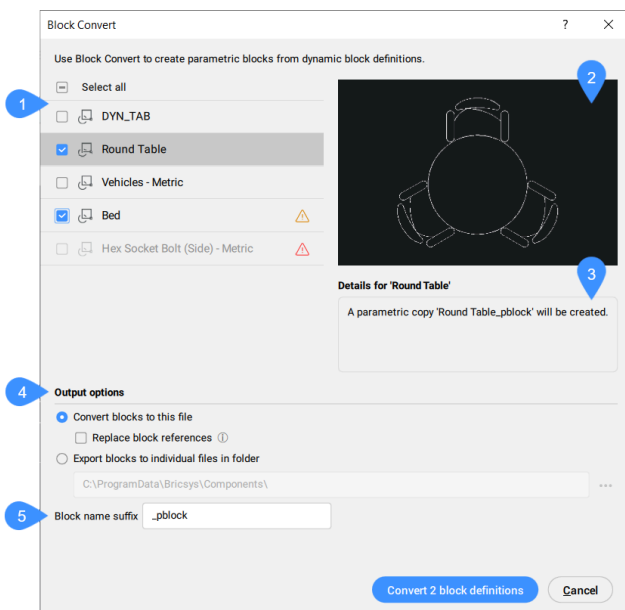 Block Convert
?
Use Block Convert to create parametric blocks from dynamic block definitions.
Select all
1
2
DYN_TAB
Round Table
Vehicles - Metric
Bed
Hex Socket Bolt (Side) - Metric
3
Details for 'Round Table'
A parametric copy 'Round Table_pblock' will be created.
4
Output options
Convert blocks to this file
Replace block references
Export blocks to individual files in folder
C:\ProgramData\Bricsys\Components\
...
5
Block name suffix
_pblock
Convert 2 block definitions
Cancel